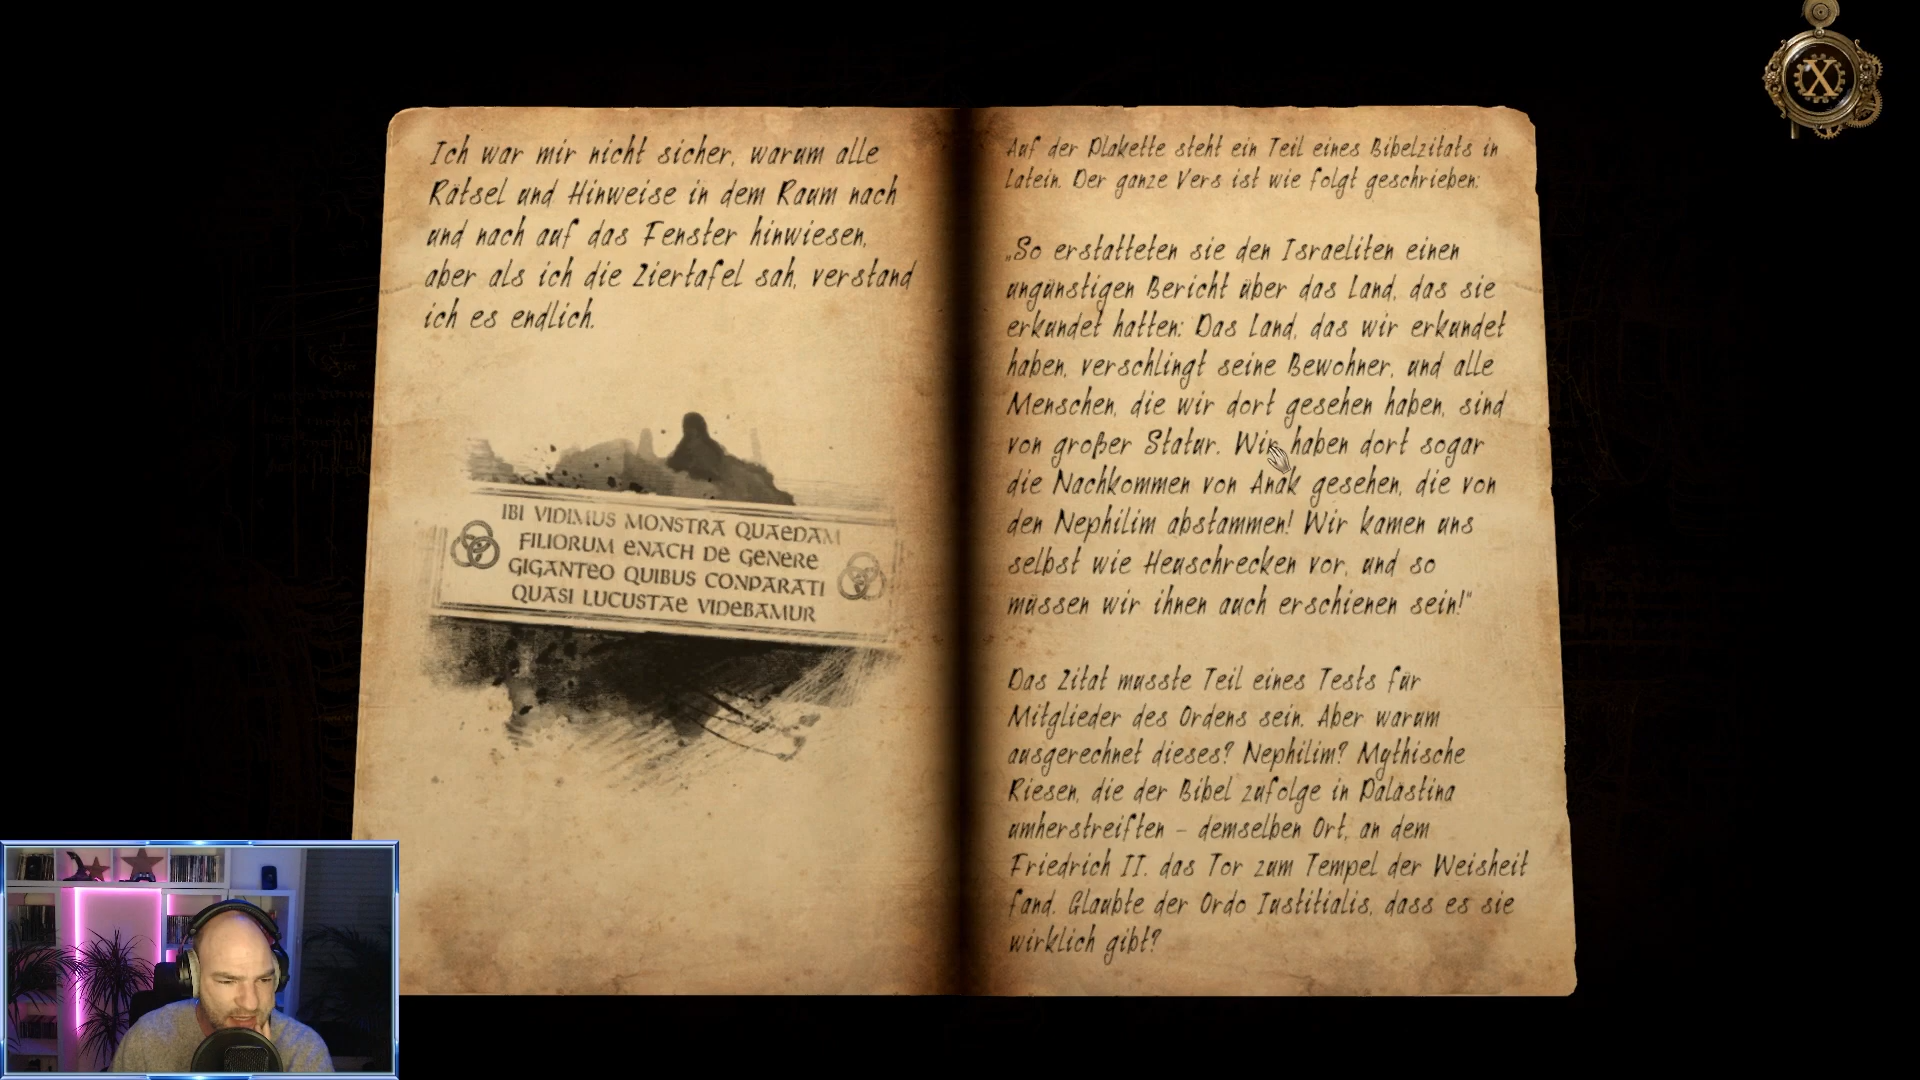 Ich war mir nicht sicher, warum alle
Rätsel und Hinweise in dem Raum nach
und nach auf das Fenster hinwiesen,
aber als ich die Ziertafel sah, verstand
ich es endlich.
IBI VIDIMUS MONSTRA QUAEDAM
FILIORUM ENACH DE GENERE
GIGANTEO QUIBUS CONPARATI
QUASI LUCUSTAE VIDEBAMUR
Auf der Plakette steht ein Teil eines Bibelzitats in
Latein. Der ganze Vers ist wie folgt geschrieben:
„So erstatteten sie den Israeliten einen
ungünstigen Bericht über das Land, das sie
erkundet hatten: Das Land, das wir erkundet
haben, verschlingt seine Bewohner, und alle
Menschen, die wir dort gesehen haben, sind
von großer Statur. Wir haben dort sogar
die Nachkommen von Anak gesehen, die von
den Nephilim abstammen! Wir kamen uns
selbst wie Heuschrecken vor, und so
müssen wir ihnen auch erschienen sein!"
Das Zitat musste Teil eines Tests für
Mitglieder des Ordens sein. Aber warum
ausgerechnet dieses? Nephilim? Mythische
Riesen, die der Bibel zufolge in Palästina
umherstreiften – demselben Ort, an dem
Friedrich II. das Tor zum Tempel der Weisheit
fand. Glaubte der Ordo Iustitialis, dass es sie
wirklich gibt?
X